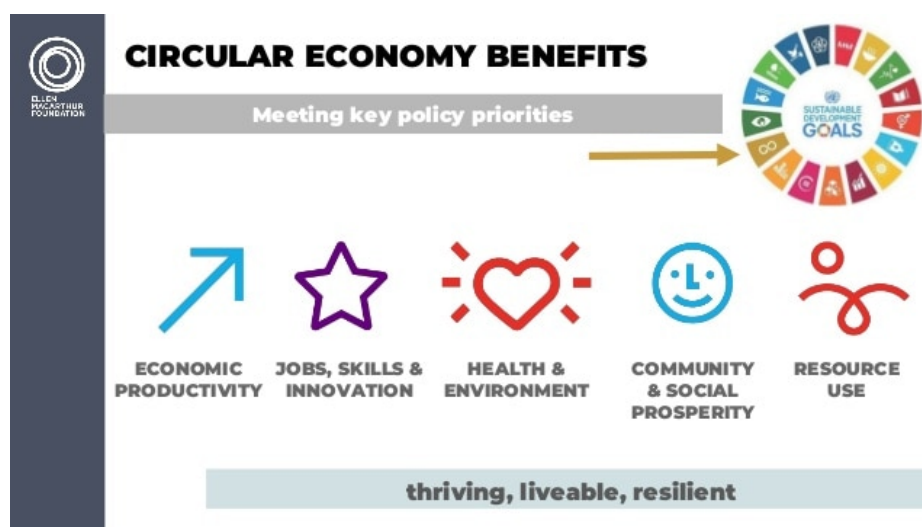 ELLEN
MACARTHUR
FOUNDATION
CIRCULAR ECONOMY BENEFITS
Meeting key policy priorities
SUSTAINABLE
DEVELOPMENT
GOALS
ECONOMIC
PRODUCTIVITY
JOBS, SKILLS &
INNOVATION
HEALTH &
ENVIRONMENT
COMMUNITY
& SOCIAL
PROSPERITY
RESOURCE
USE
thriving, liveable, resilient